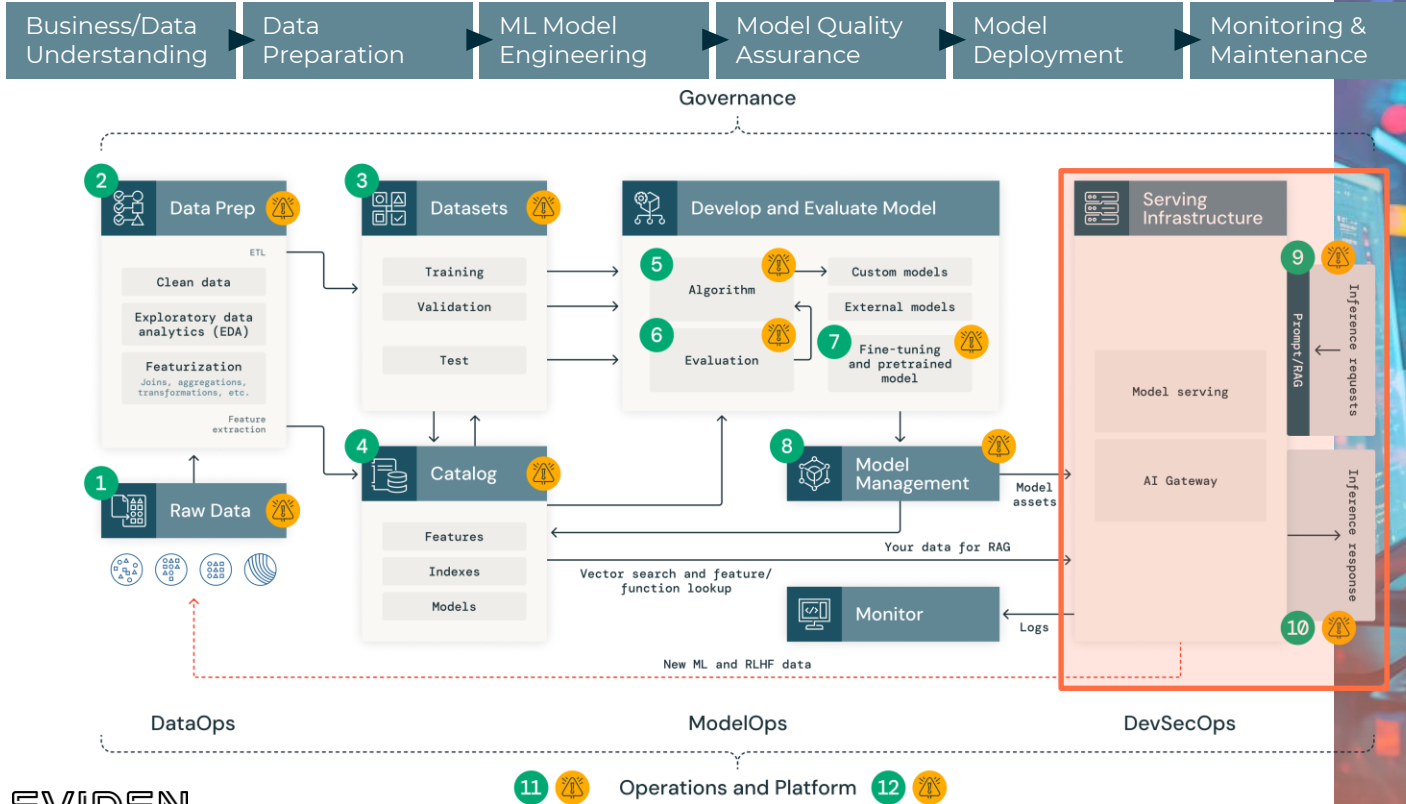 Business/Data
Understanding
Data
Preparation
ML Model
Engineering
Model Quality
Assurance
Model
Deployment
Monitoring &
Maintenance
Governance
2
Data Prep
ETL
Clean data
Exploratory data
analytics (EDA)
Featurization
Joins, aggregations,
transformations, etc.
Feature
extraction
1
Raw Data
3
Datasets
Training
Validation
Test
4
Catalog
Features
Indexes
Models
Develop and Evaluate Model
5
Algorithm
6
Evaluation
Custom models
External models
7
Fine-tuning
and pretrained
model
8
Model
Management
Model
assets
Your data for RAG
Vector search and feature/
function lookup
Monitor
Logs
New ML and RLHF data
Serving
Infrastructure
Model serving
AI Gateway
9
Prompt/RAG
Inference requests
Inference response
10
DataOps
ModelOps
DevSecOps
11
Operations and Platform
12
EVIDEN